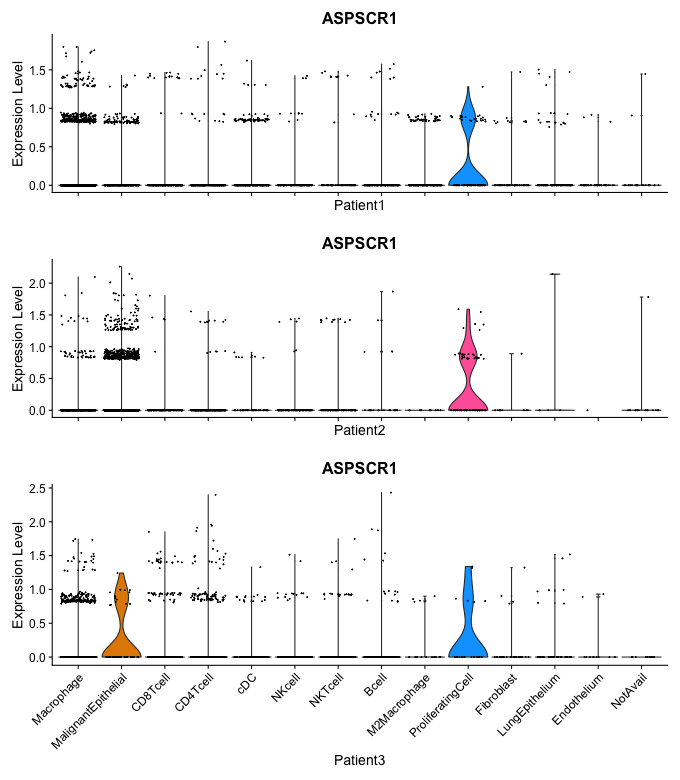 ASPSCR1
Expression Level
1.5
1.0
0.5
0.0
Patient1
ASPSCR1
Expression Level
2.0
1.5
1.0
0.5
0.0
Patient2
ASPSCR1
Expression Level
2.5
2.0
1.5
1.0
0.5
0.0
Macrophage
MalignantEpithelial
CD8Tcell
CD4Tcell
cDC
NKcell
NKTcell
Bcell
M2Macrophage
ProliferatingCell
Fibroblast
LungEpithelium
Endothelium
NotAvail
Patient3